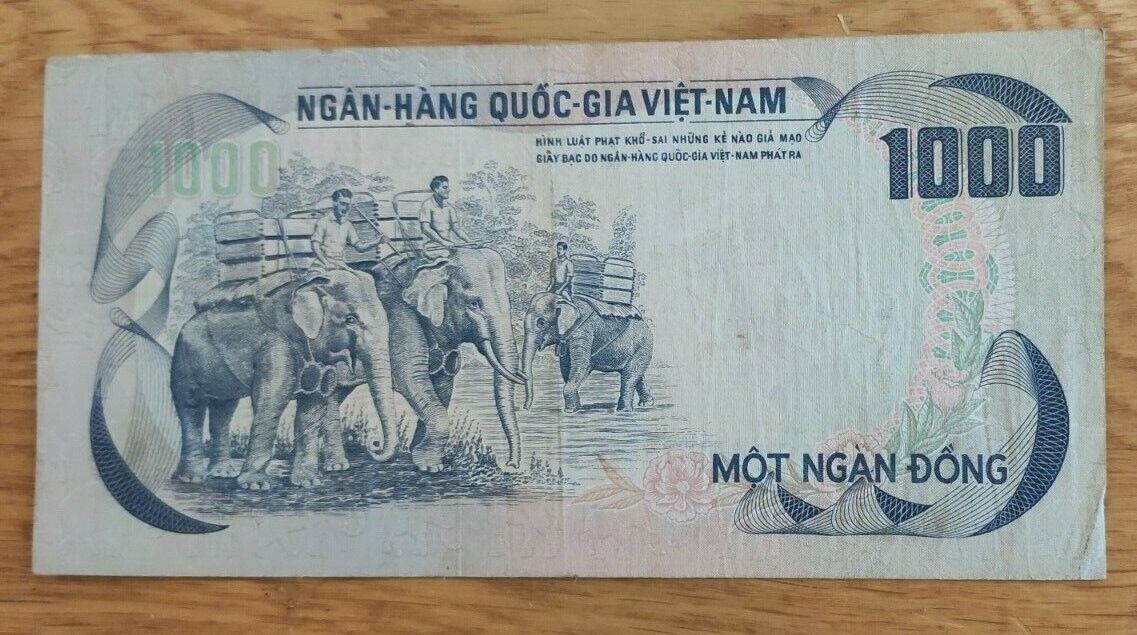 NGÂN-HÀNG QUỐC-GIA VIỆT-NAM
HÌNH LUẬT PHẠT KHỔ-SAI NHỮNG KẺ NÀO GIẢ MẠO
GIẤY BẠC DO NGÂN-HÀNG QUỐC-GIA VIỆT-NAM PHÁT RA
1000
1000
MỘT NGÀN ĐỒNG